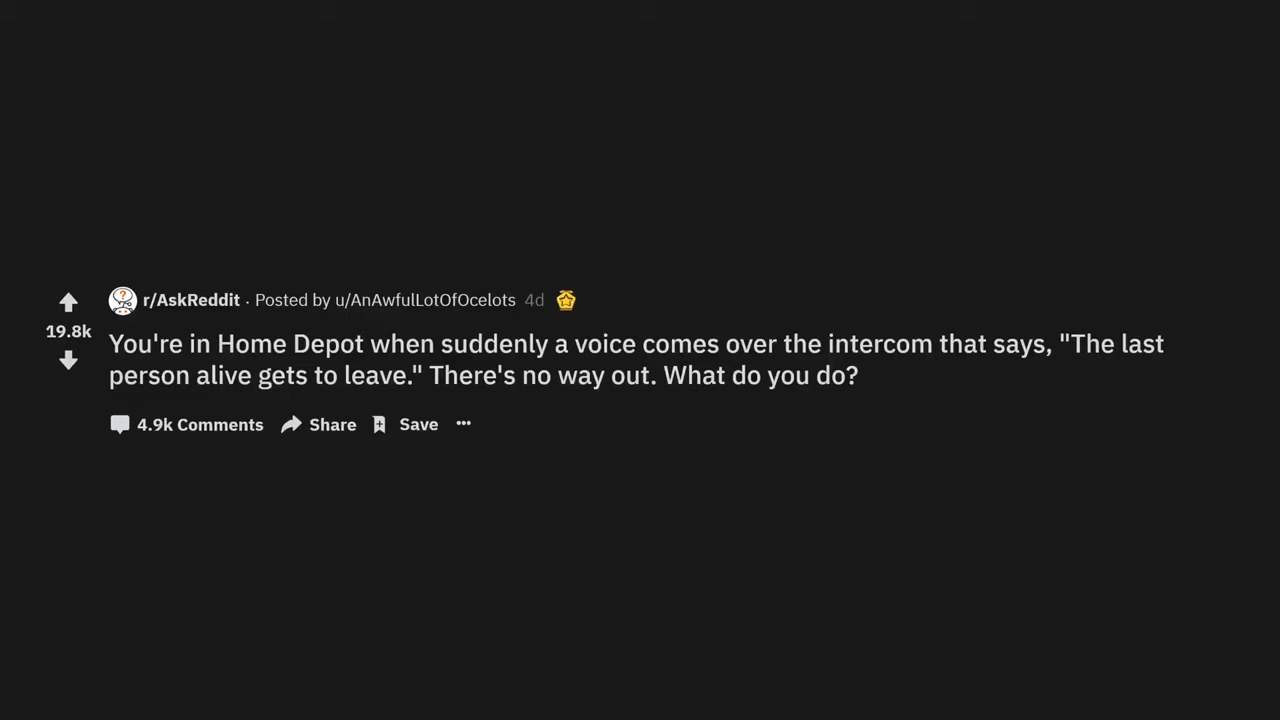 r/AskReddit · Posted by u/AnAwfulLotOfOcelots 4d
19.8k
You're in Home Depot when suddenly a voice comes over the intercom that says, "The last
person alive gets to leave." There's no way out. What do you do?
4.9k Comments Share Save ···